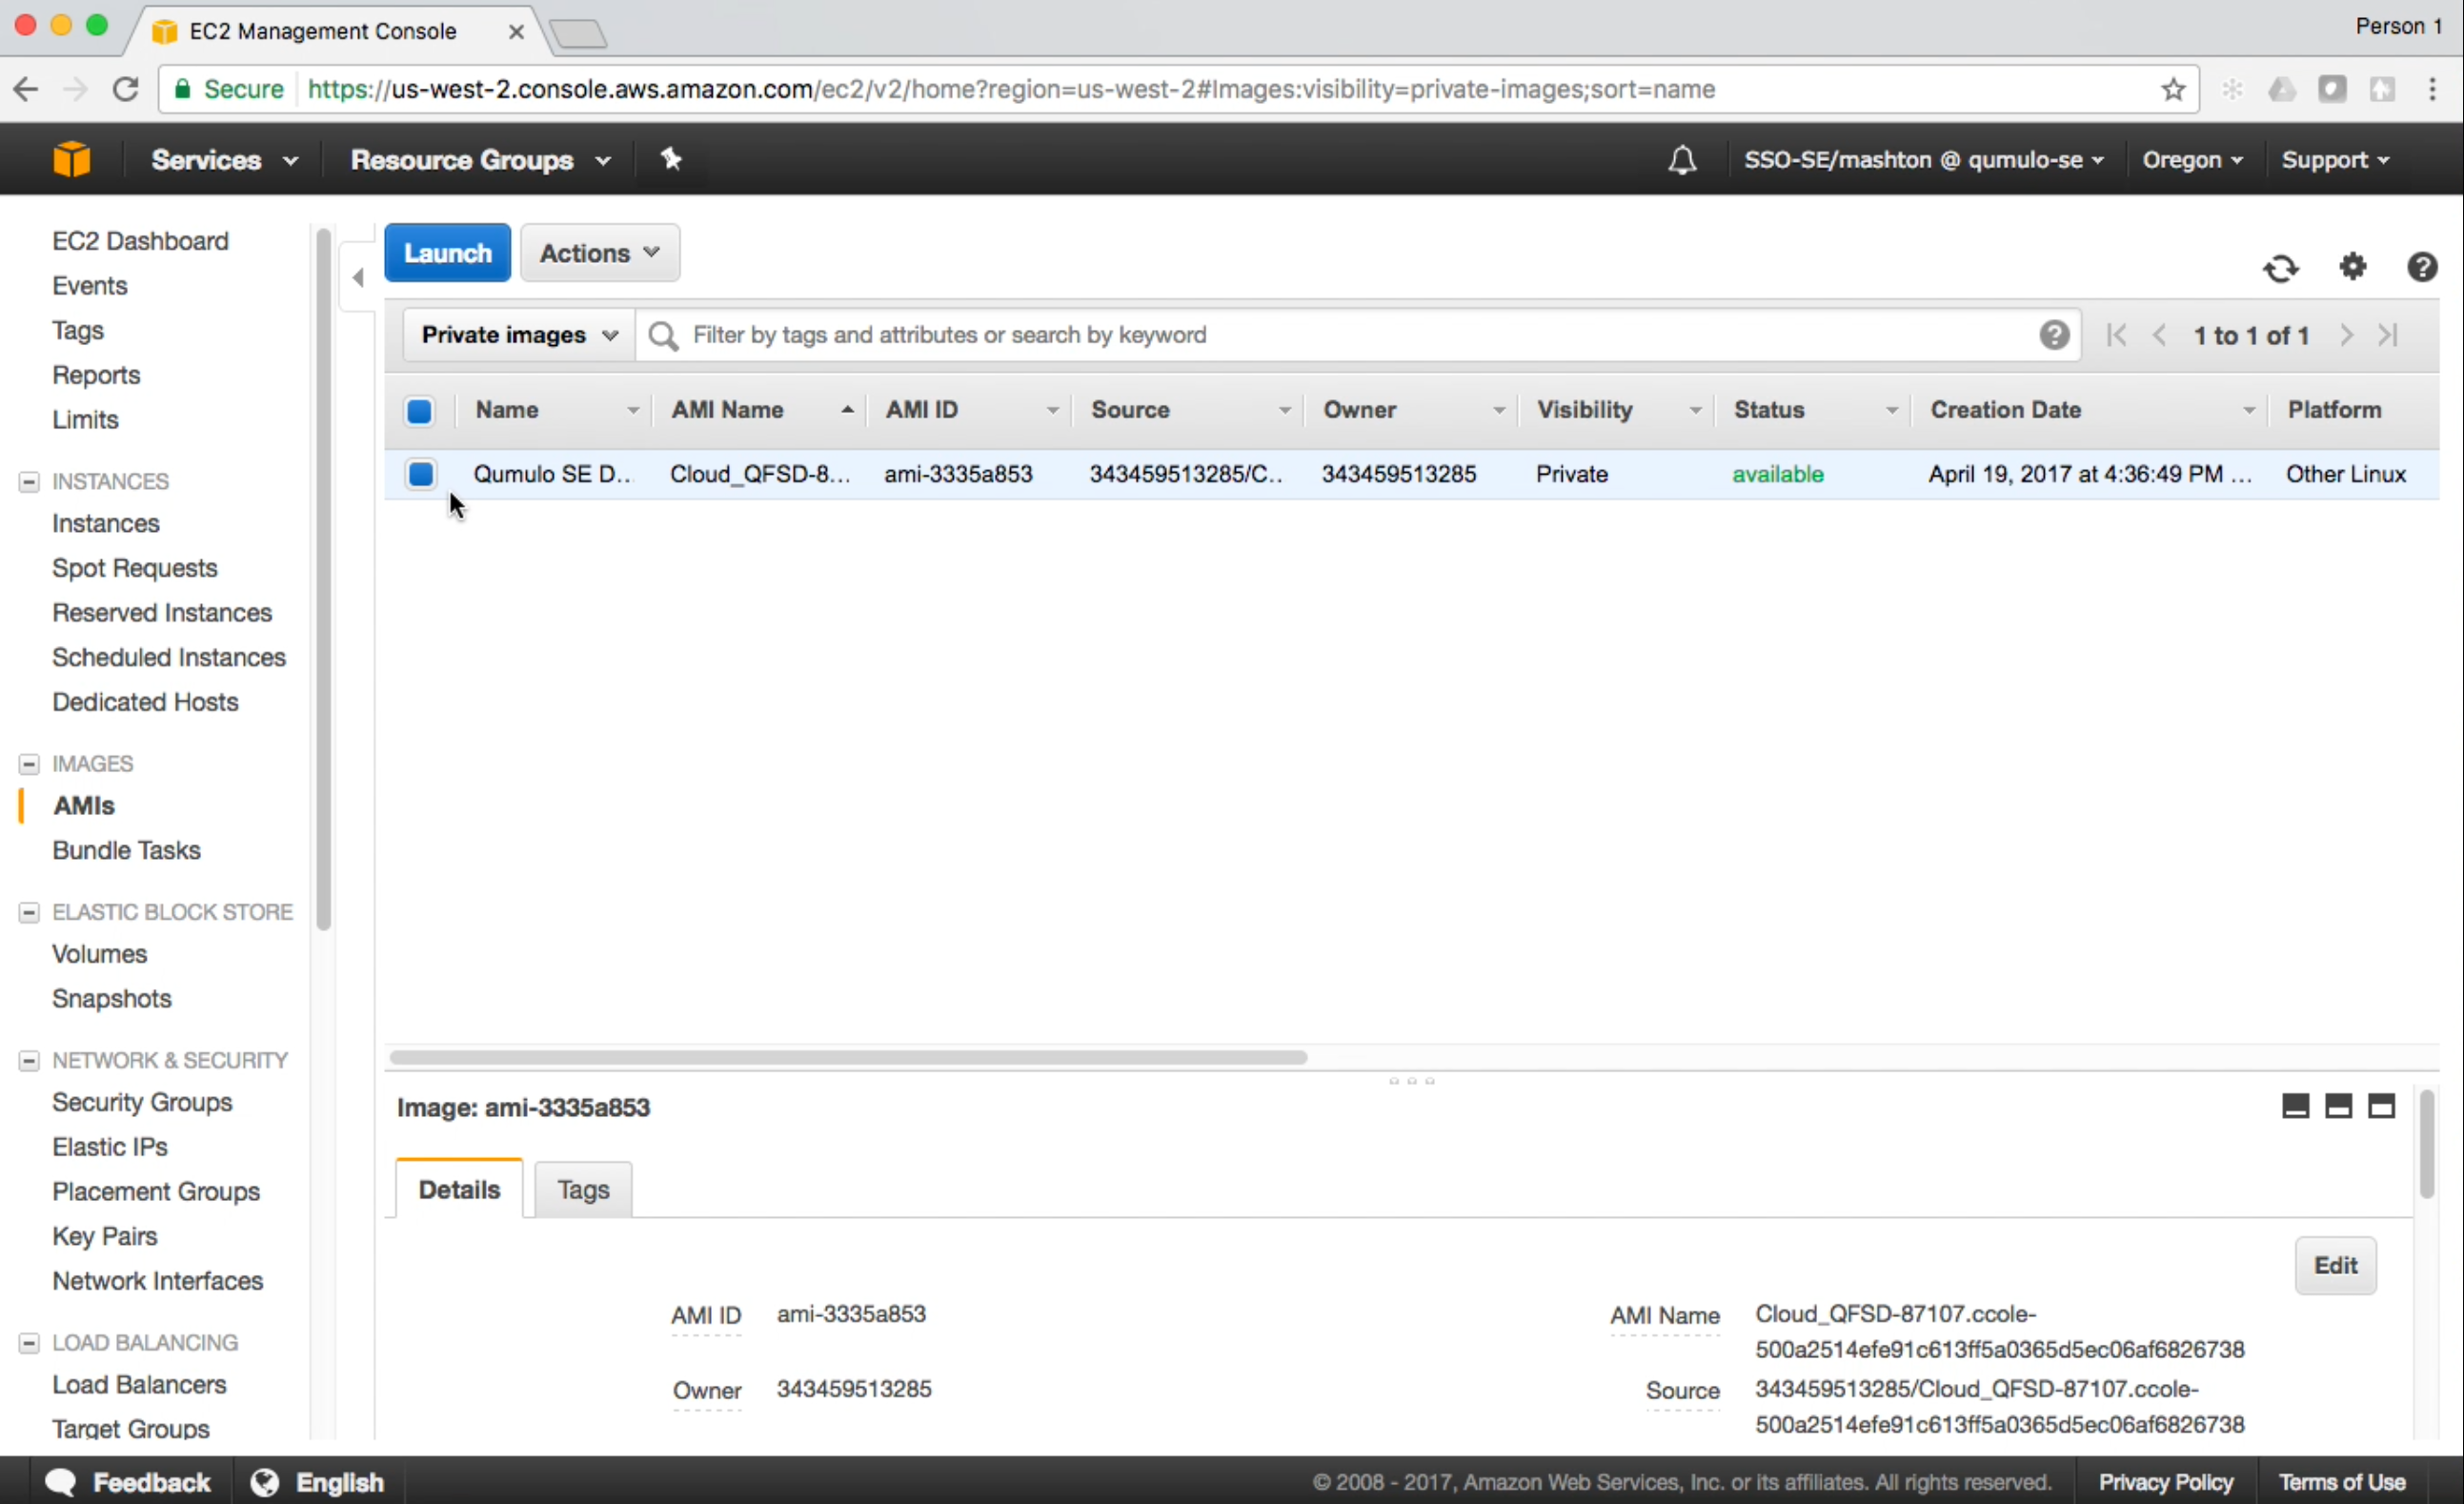 EC2 Management Console
Person 1
Secure https://us-west-2.console.aws.amazon.com/ec2/v2/home?region=us-west-2#Images:visibility=private-images;sort=name
Services Resource Groups SSO-SE/mashton @ qumulo-se Oregon Support
EC2 Dashboard
Events
Tags
Reports
Limits
INSTANCES
Instances
Spot Requests
Reserved Instances
Scheduled Instances
Dedicated Hosts
IMAGES
AMIs
Bundle Tasks
ELASTIC BLOCK STORE
Volumes
Snapshots
NETWORK & SECURITY
Security Groups
Elastic IPs
Placement Groups
Key Pairs
Network Interfaces
LOAD BALANCING
Load Balancers
Target Groups
Launch Actions
Private images Filter by tags and attributes or search by keyword 1 to 1 of 1
Name AMI Name AMI ID Source Owner Visibility Status Creation Date Platform
Qumulo SE D... Cloud_QFSD-8... ami-3335a853 343459513285/C... 343459513285 Private available April 19, 2017 at 4:36:49 PM ... Other Linux
Image: ami-3335a853
Details Tags
Edit
AMI ID ami-3335a853
AMI Name Cloud_QFSD-87107.ccole-
500a2514efe91c613ff5a0365d5ec06af6826738
Owner 343459513285
Source 343459513285/Cloud_QFSD-87107.ccole-
500a2514efe91c613ff5a0365d5ec06af6826738
Feedback English © 2008 - 2017, Amazon Web Services, Inc. or its affiliates. All rights reserved. Privacy Policy Terms of Use